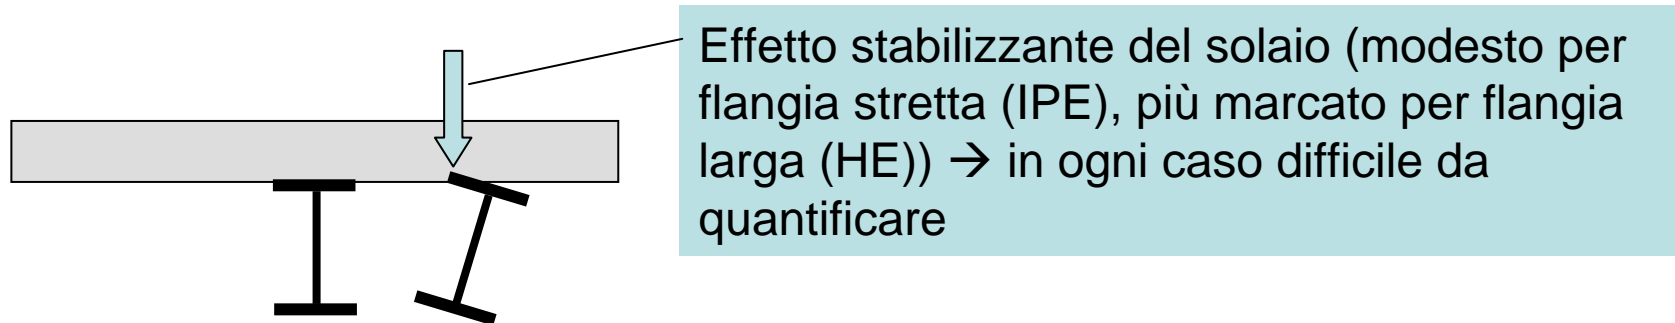 Effetto stabilizzante del solaio (modesto per
flangia stretta (IPE), più marcato per flangia
larga (HE)) → in ogni caso difficile da
quantificare